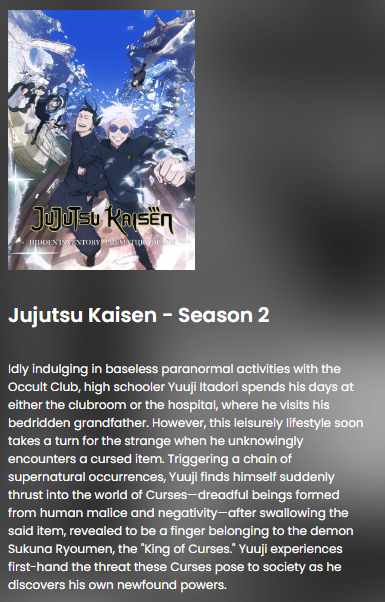 JUJUTSU KAISEN
HIDDEN INVENTORY / PREMATURE DEATH
Jujutsu Kaisen - Season 2
Idly indulging in baseless paranormal activities with the
Occult Club, high schooler Yuuji Itadori spends his days at
either the clubroom or the hospital, where he visits his
bedridden grandfather. However, this leisurely lifestyle soon
takes a turn for the strange when he unknowingly
encounters a cursed item. Triggering a chain of
supernatural occurrences, Yuuji finds himself suddenly
thrust into the world of Curses—dreadful beings formed
from human malice and negativity—after swallowing the
said item, revealed to be a finger belonging to the demon
Sukuna Ryoumen, the "King of Curses." Yuuji experiences
first-hand the threat these Curses pose to society as he
discovers his own newfound powers.